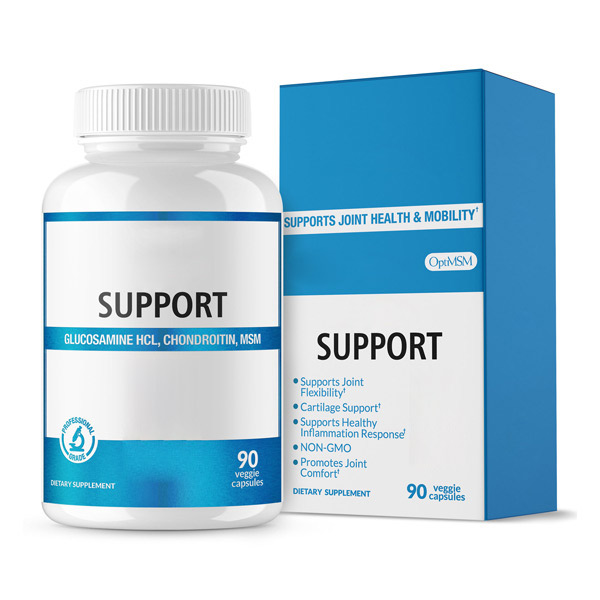 SUPPORT
GLUCOSAMINE HCL, CHONDROITIN, MSM
PROFESSIONAL
GRADE
90
veggie
capsules
DIETARY SUPPLEMENT
SUPPORTS JOINT HEALTH & MOBILITY†
OptiMSM
SUPPORT
• Supports Joint
Flexibility†
• Cartilage Support†
• Supports Healthy
Inflammation Response†
• NON-GMO
• Promotes Joint
Comfort†
DIETARY SUPPLEMENT
90 veggie
capsules